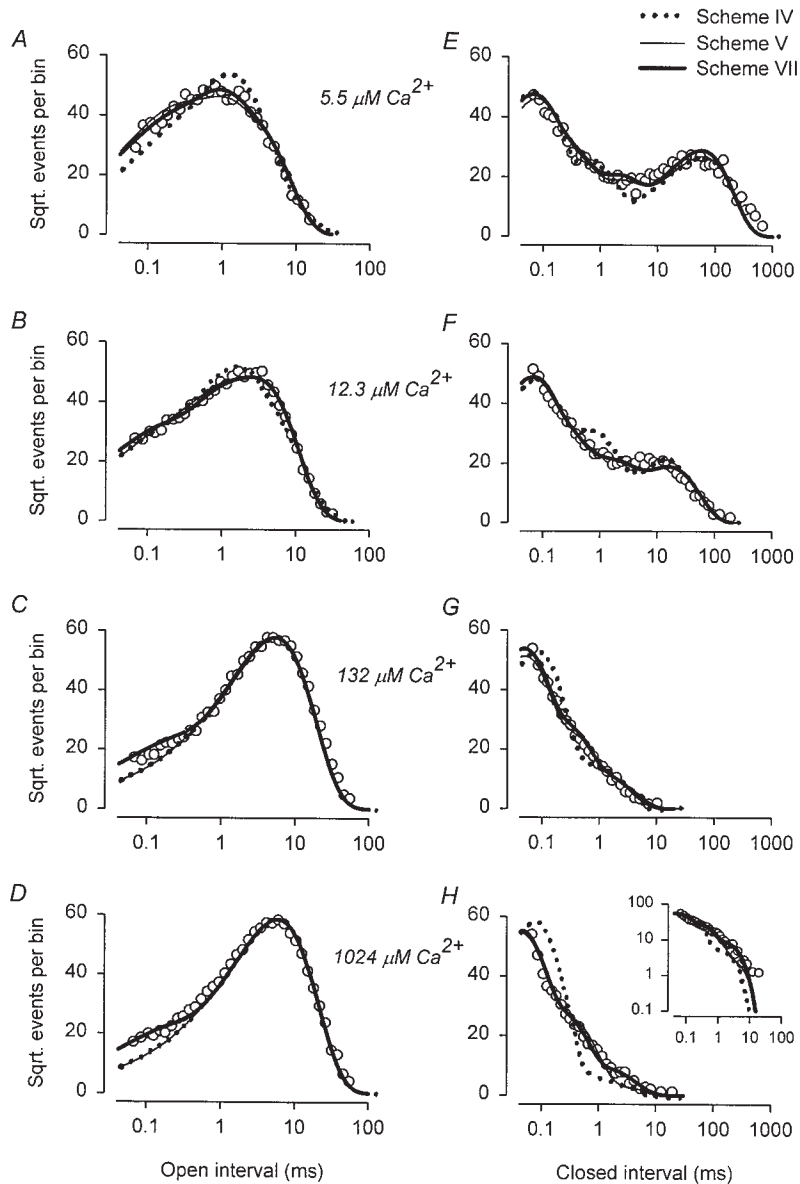 Scheme IV
Scheme V
Scheme VII
A
Sqrt. events per bin
60
40
20
0
0.1 1 10 100
5.5 μM Ca2+
E
60
40
20
0
0.1 1 10 100 1000
B
Sqrt. events per bin
60
40
20
0
0.1 1 10 100
12.3 μM Ca2+
F
60
40
20
0
0.1 1 10 100 1000
C
Sqrt. events per bin
60
40
20
0
0.1 1 10 100
132 μM Ca2+
G
60
40
20
0
0.1 1 10 100 1000
D
Sqrt. events per bin
60
40
20
0
0.1 1 10 100
Open interval (ms)
1024 μM Ca2+
H
60
40
20
0
0.1 1 10 100 1000
Closed interval (ms)
100
10
1
0.1
0.1 1 10 100